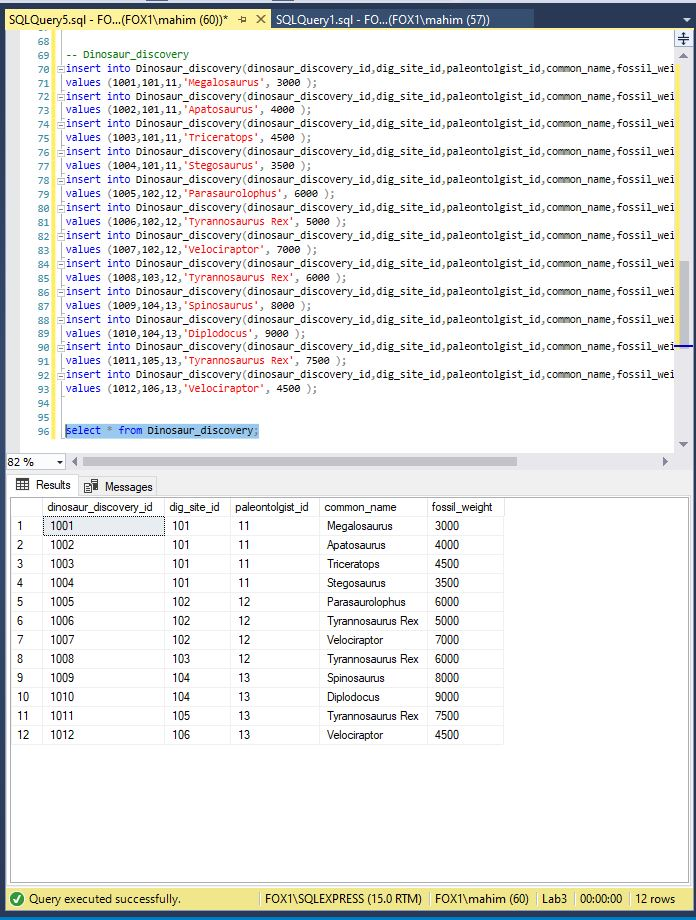 SQLQuery5.sql - FO...(FOX1\mahim (60))* SQLQuery1.sql - FO...(FOX1\mahim (57))
68
69 -- Dinosaur_discovery
70 insert into Dinosaur_discovery(dinosaur_discovery_id,dig_site_id,paleontolgist_id,common_name,fossil_wei
71 values (1001,101,11,'Megalosaurus', 3000 );
72 insert into Dinosaur_discovery(dinosaur_discovery_id,dig_site_id,paleontolgist_id,common_name,fossil_wei
73 values (1002,101,11,'Apatosaurus', 4000 );
74 insert into Dinosaur_discovery(dinosaur_discovery_id,dig_site_id,paleontolgist_id,common_name,fossil_wei
75 values (1003,101,11,'Triceratops', 4500 );
76 insert into Dinosaur_discovery(dinosaur_discovery_id,dig_site_id,paleontolgist_id,common_name,fossil_wei
77 values (1004,101,11,'Stegosaurus', 3500 );
78 insert into Dinosaur_discovery(dinosaur_discovery_id,dig_site_id,paleontolgist_id,common_name,fossil_wei
79 values (1005,102,12,'Parasaurolophus', 6000 );
80 insert into Dinosaur_discovery(dinosaur_discovery_id,dig_site_id,paleontolgist_id,common_name,fossil_wei
81 values (1006,102,12,'Tyrannosaurus Rex', 5000 );
82 insert into Dinosaur_discovery(dinosaur_discovery_id,dig_site_id,paleontolgist_id,common_name,fossil_wei
83 values (1007,102,12,'Velociraptor', 7000 );
84 insert into Dinosaur_discovery(dinosaur_discovery_id,dig_site_id,paleontolgist_id,common_name,fossil_wei
85 values (1008,103,12,'Tyrannosaurus Rex', 6000 );
86 insert into Dinosaur_discovery(dinosaur_discovery_id,dig_site_id,paleontolgist_id,common_name,fossil_wei
87 values (1009,104,13,'Spinosaurus', 8000 );
88 insert into Dinosaur_discovery(dinosaur_discovery_id,dig_site_id,paleontolgist_id,common_name,fossil_wei
89 values (1010,104,13,'Diplodocus', 9000 );
90 insert into Dinosaur_discovery(dinosaur_discovery_id,dig_site_id,paleontolgist_id,common_name,fossil_wei
91 values (1011,105,13,'Tyrannosaurus Rex', 7500 );
92 insert into Dinosaur_discovery(dinosaur_discovery_id,dig_site_id,paleontolgist_id,common_name,fossil_wei
93 values (1012,106,13,'Velociraptor', 4500 );
94
95
96 select * from Dinosaur_discovery;
82 %
Results Messages
dinosaur_discovery_id dig_site_id paleontolgist_id common_name fossil_weight
1 1001 101 11 Megalosaurus 3000
2 1002 101 11 Apatosaurus 4000
3 1003 101 11 Triceratops 4500
4 1004 101 11 Stegosaurus 3500
5 1005 102 12 Parasaurolophus 6000
6 1006 102 12 Tyrannosaurus Rex 5000
7 1007 102 12 Velociraptor 7000
8 1008 103 12 Tyrannosaurus Rex 6000
9 1009 104 13 Spinosaurus 8000
10 1010 104 13 Diplodocus 9000
11 1011 105 13 Tyrannosaurus Rex 7500
12 1012 106 13 Velociraptor 4500
Query executed successfully. FOX1\SQLEXPRESS (15.0 RTM) FOX1\mahim (60) Lab3 00:00:00 12 rows